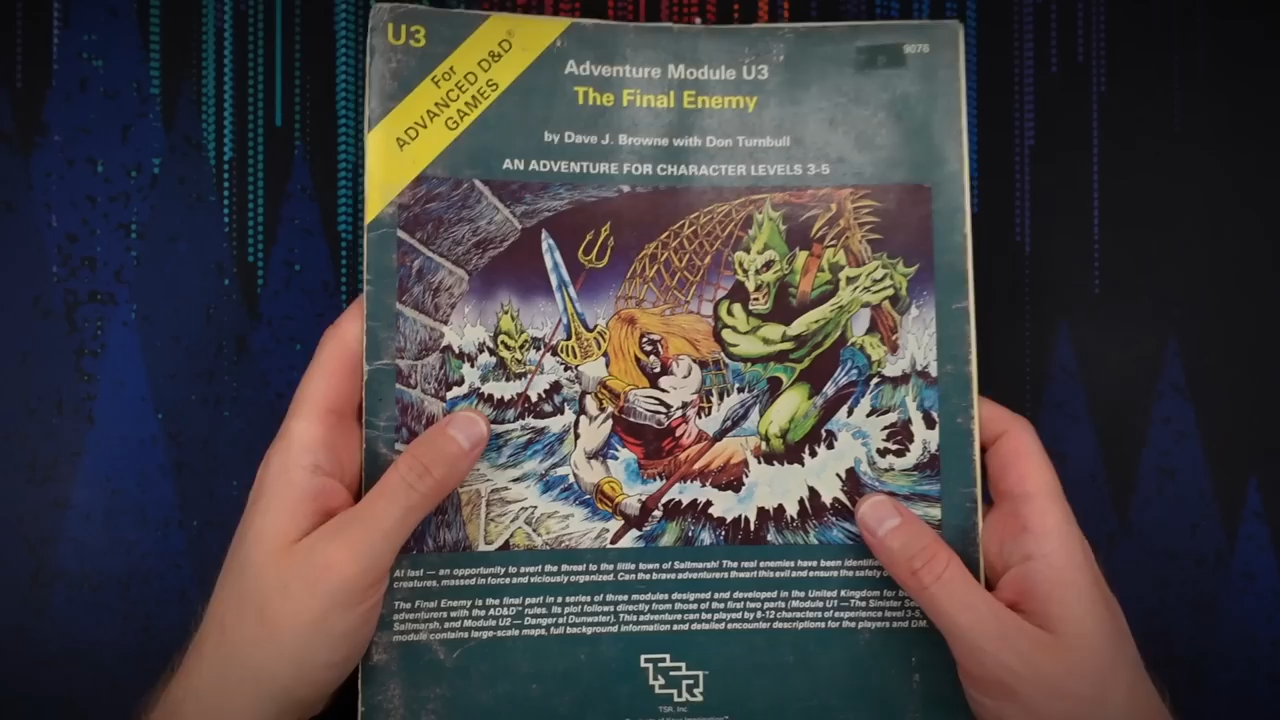 U3
For
ADVANCED D&D®
GAMES
9076
Adventure Module U3
The Final Enemy
by Dave J. Browne with Don Turnbull
AN ADVENTURE FOR CHARACTER LEVELS 3-5
At last — an opportunity to avert the threat to the little town of Saltmarsh! The real enemies have been
creatures, massed in force and viciously organized. Can the brave adventurers thwart this evil and ensure the safety
The Final Enemy is the final part in a series of three modules designed and developed in the United Kingdom for
adventurers with the AD&D™ rules. Its plot follows directly from those of the first two parts (Module U1 — The Sinister
Saltmarsh, and Module U2 — Danger at Dunwater). This adventure can be played by 8-12 characters of experience level 3-5,
module contains large-scale maps, full background information and detailed encounter descriptions for the players and DM.
TSR
TSR, Inc.